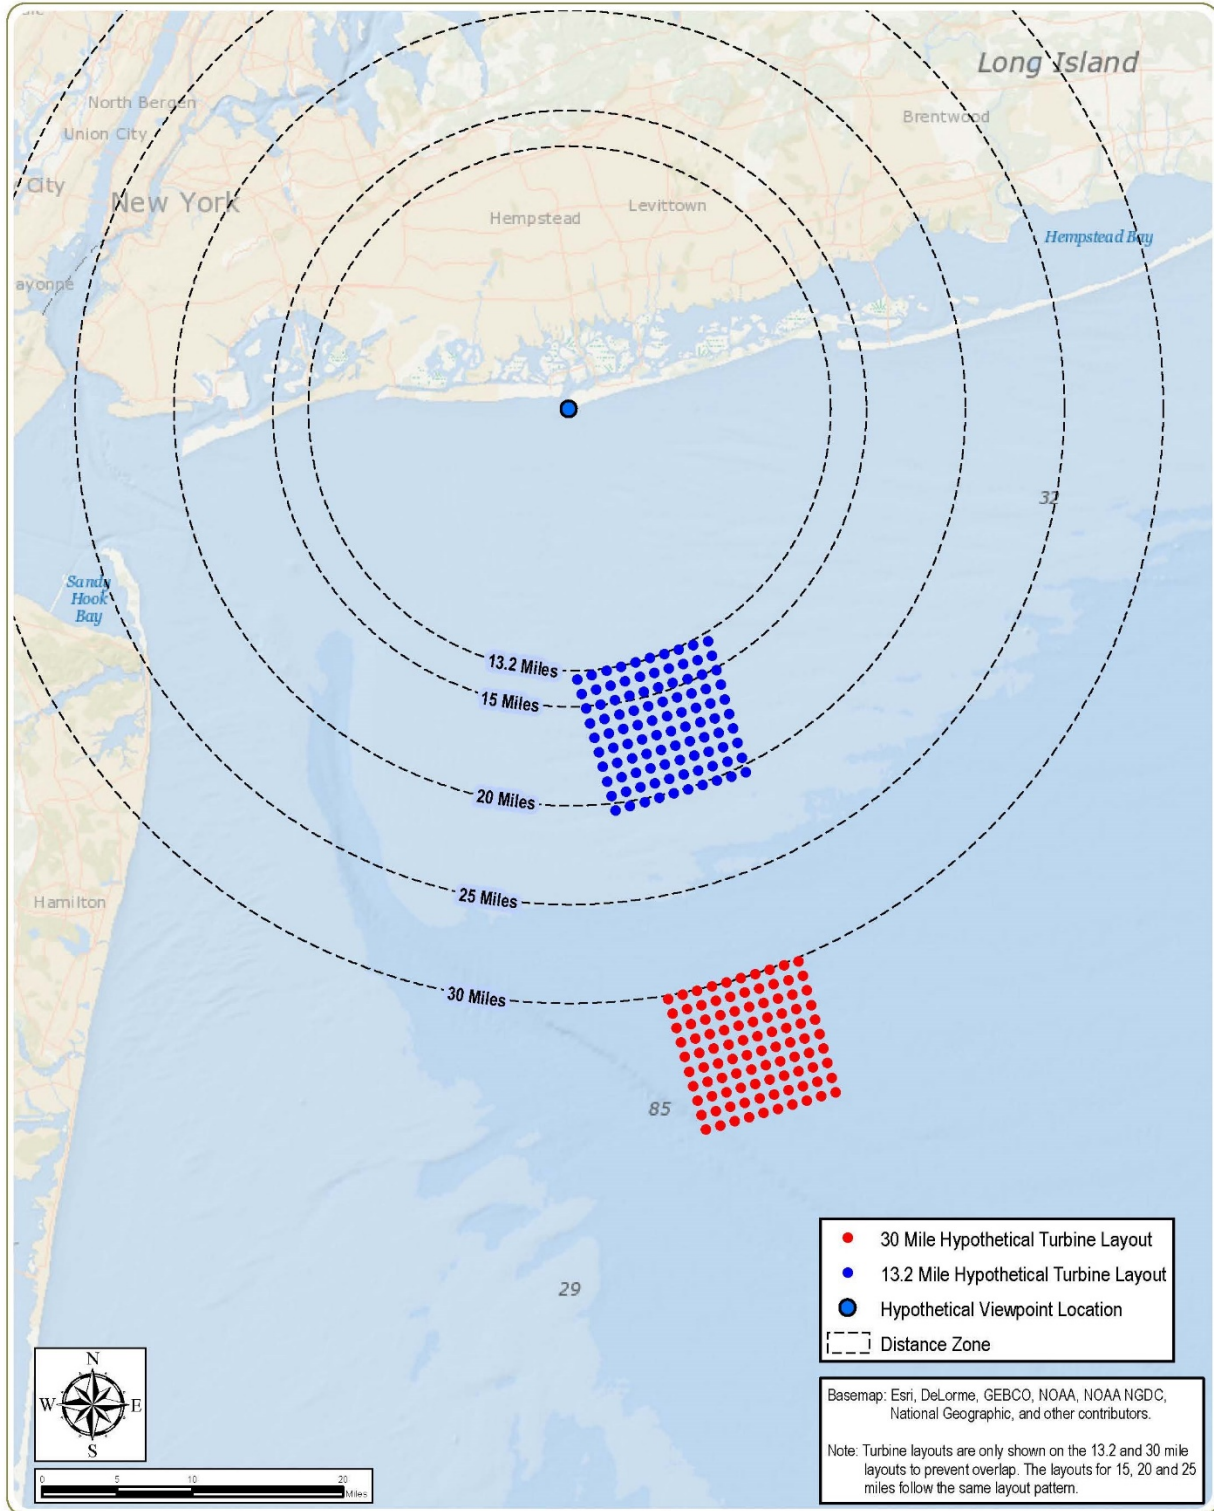 Long Island
North Bergen
Brentwood
Union City
City
New York
Levittown
Hempstead
Hempstead Bay
ayonne
32
Sandy
Hook
Bay
13.2 Miles
15 Miles
20 Miles
25 Miles
Hamilton
30 Miles
85
29
30 Mile Hypothetical Turbine Layout
13.2 Mile Hypothetical Turbine Layout
Hypothetical Viewpoint Location
Distance Zone
N
W E
S
0 5 10 20
Miles
Basemap: Esri, DeLorme, GEBCO, NOAA, NOAA NGDC,
National Geographic, and other contributors.
Note: Turbine layouts are only shown on the 13.2 and 30 mile
layouts to prevent overlap. The layouts for 15, 20 and 25
miles follow the same layout pattern.